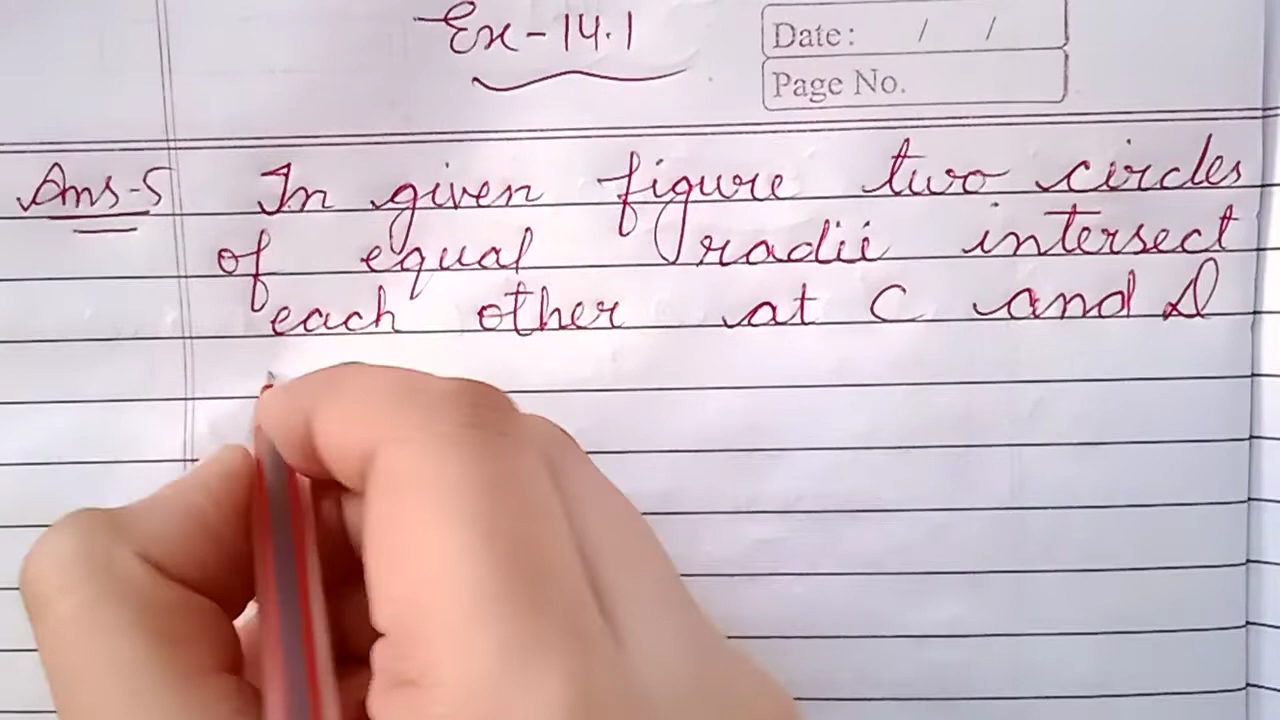 Ex-14.1
Date: / /
Page No.
Ans-5 In given figure two circles
of equal radii intersect
each other at C and D